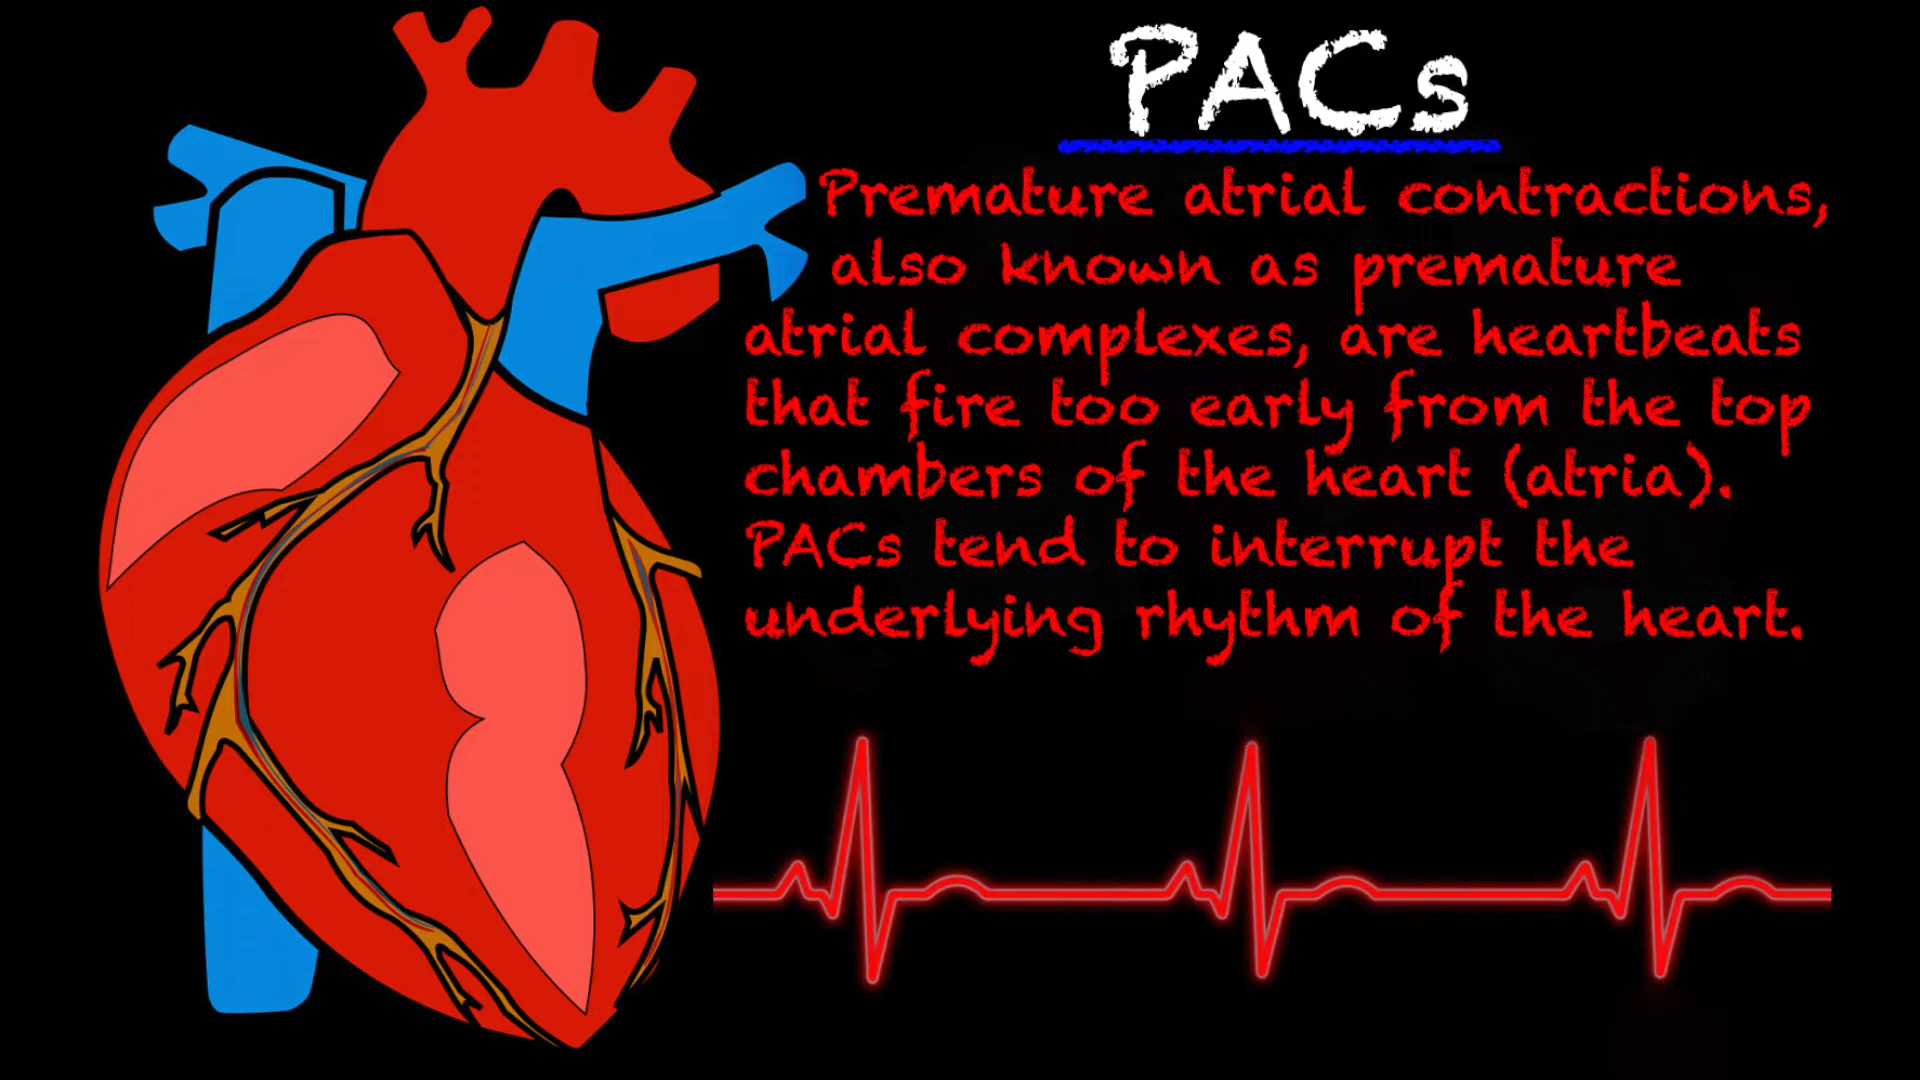 PACs
Premature atrial contractions,
also known as premature
atrial complexes, are heartbeats
that fire too early from the top
chambers of the heart (atria).
PACs tend to interrupt the
underlying rhythm of the heart.